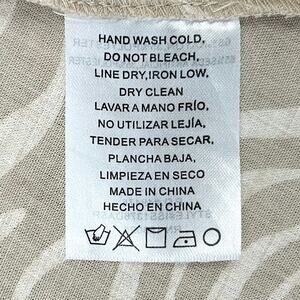 HAND WASH COLD,
DO NOT BLEACH,
LINE DRY,IRON LOW,
DRY CLEAN
LAVAR A MANO FRÍO,
NO UTILIZAR LEJÍA,
TENDER PARA SECAR,
PLANCHA BAJA,
LIMPIEZA EN SECO
MADE IN CHINA
HECHO EN CHINA